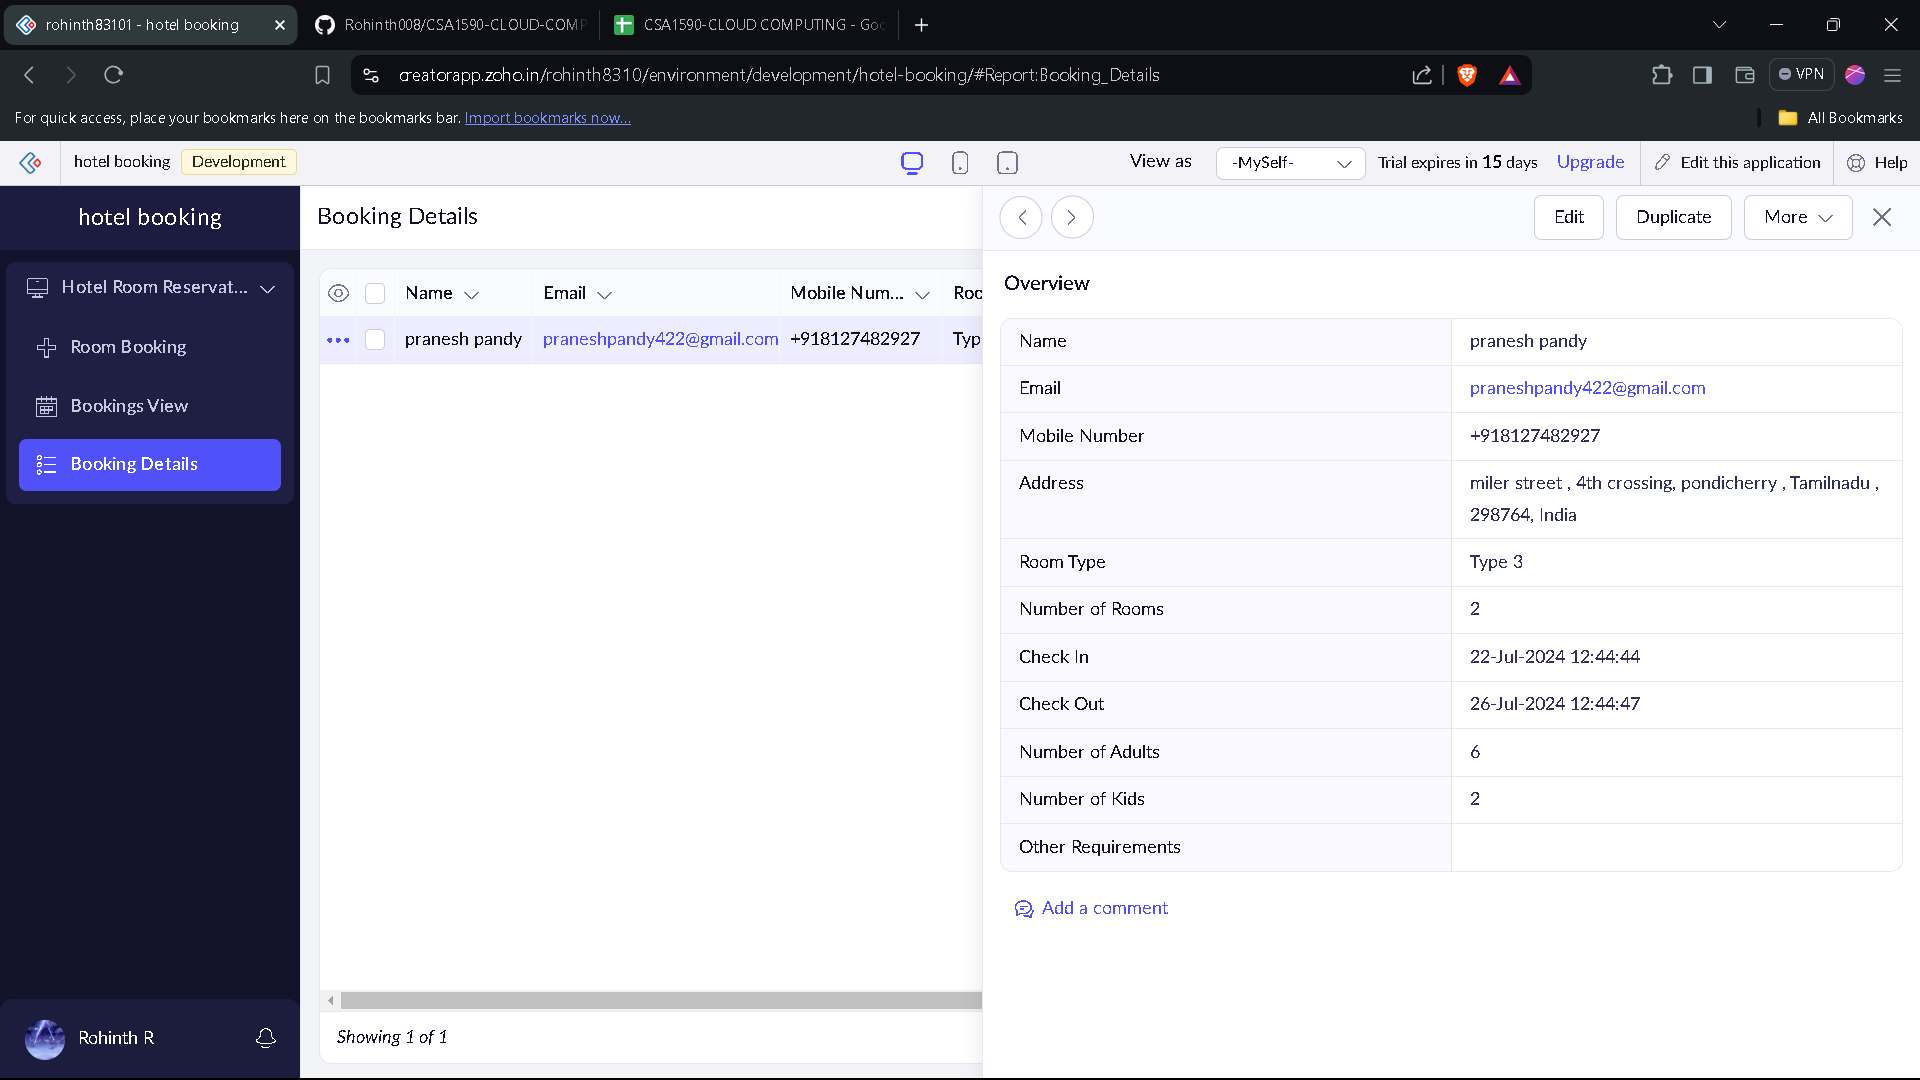 rohinth83101 - hotel booking
Rohinth008/CSA1590-CLOUD-COMP
CSA1590-CLOUD COMPUTING - Goo
creatorapp.zoho.in/rohinth8310/environment/development/hotel-booking/#Report:Booking_Details
VPN
For quick access, place your bookmarks here on the bookmarks bar. Import bookmarks now...
All Bookmarks
hotel booking
Development
View as
-MySelf-
Trial expires in 15 days
Upgrade
Edit this application
Help
hotel booking
Hotel Room Reservat...
Room Booking
Bookings View
Booking Details
Rohinth R
Booking Details
Name Email Mobile Num... Roo
pranesh pandy praneshpandy422@gmail.com +918127482927 Typ
Showing 1 of 1
Edit
Duplicate
More
Overview
Name pranesh pandy
Email praneshpandy422@gmail.com
Mobile Number +918127482927
Address miler street , 4th crossing, pondicherry , Tamilnadu ,
298764, India
Room Type Type 3
Number of Rooms 2
Check In 22-Jul-2024 12:44:44
Check Out 26-Jul-2024 12:44:47
Number of Adults 6
Number of Kids 2
Other Requirements
Add a comment